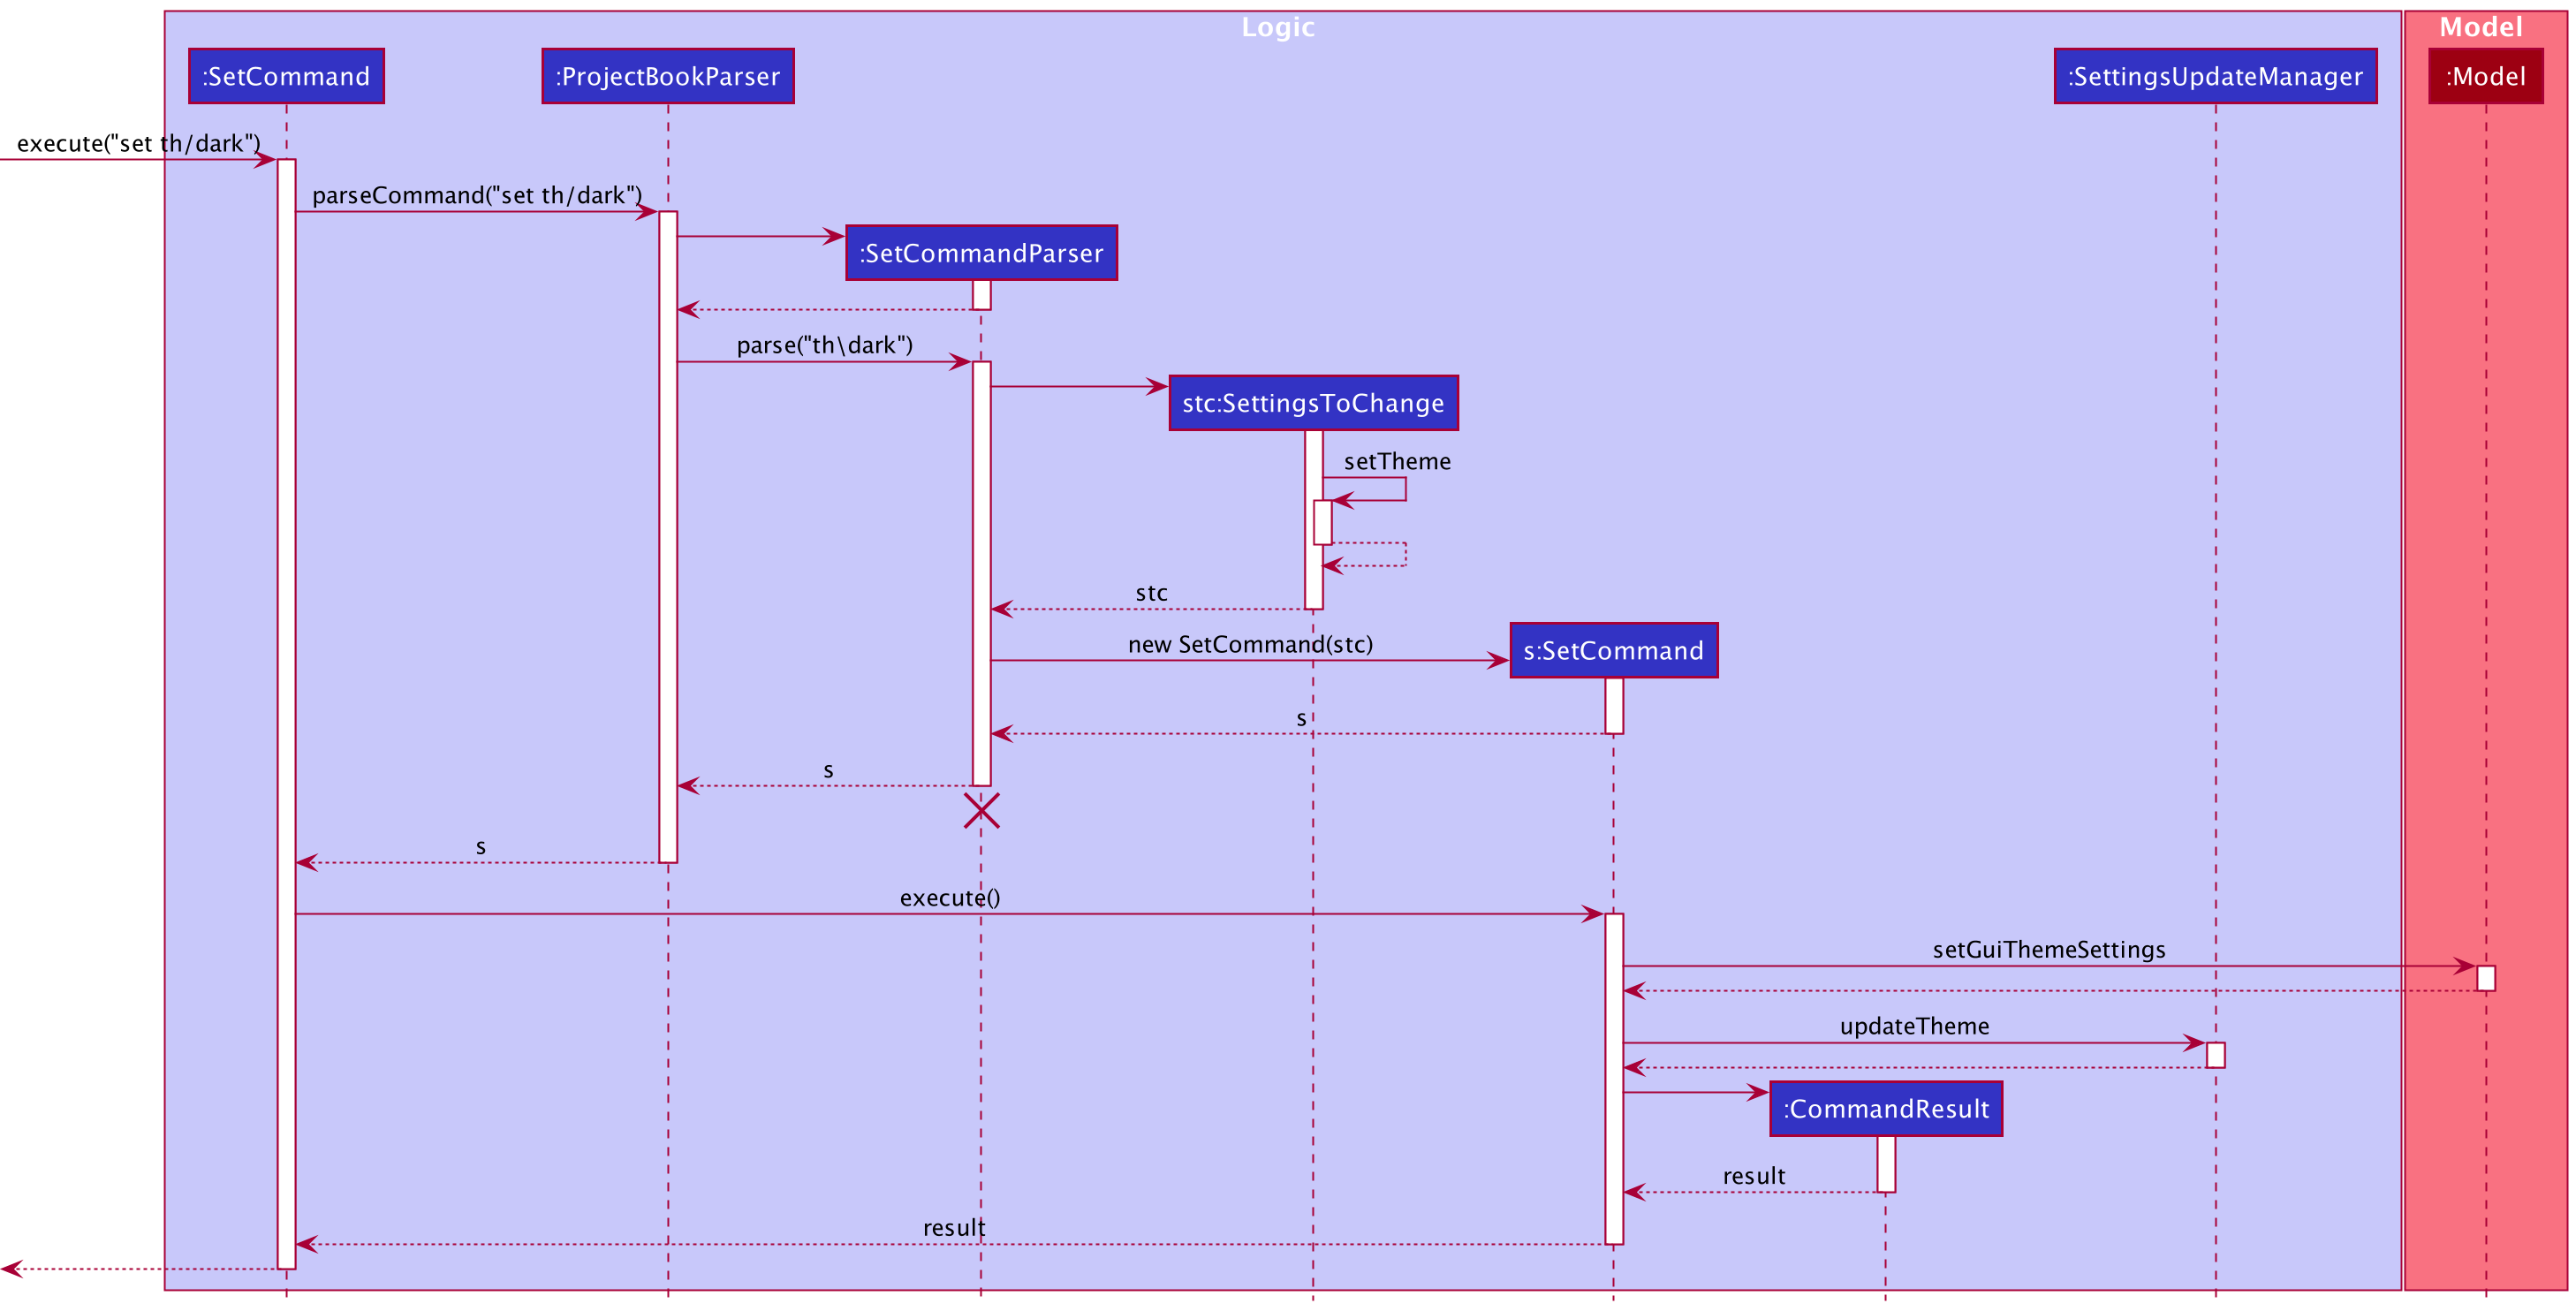 Logic
Model
:SetCommand
:ProjectBookParser
:SettingsUpdateManager
:Model
execute("set th/dark")
parseCommand("set th/dark")
:SetCommandParser
parse("th\dark")
stc:SettingsToChange
setTheme
stc
new SetCommand(stc)
s:SetCommand
s
s
s
execute()
setGuiThemeSettings
updateTheme
:CommandResult
result
result